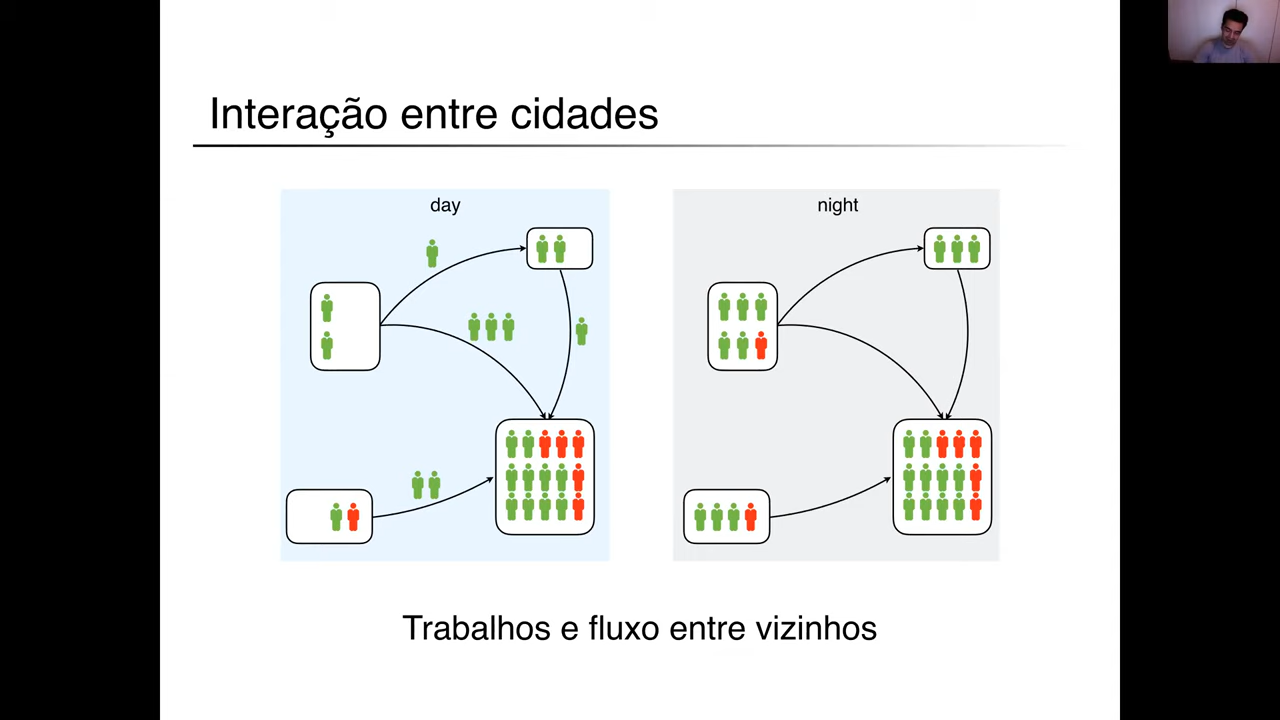 Interação entre cidades
day
night
Trabalhos e fluxo entre vizinhos